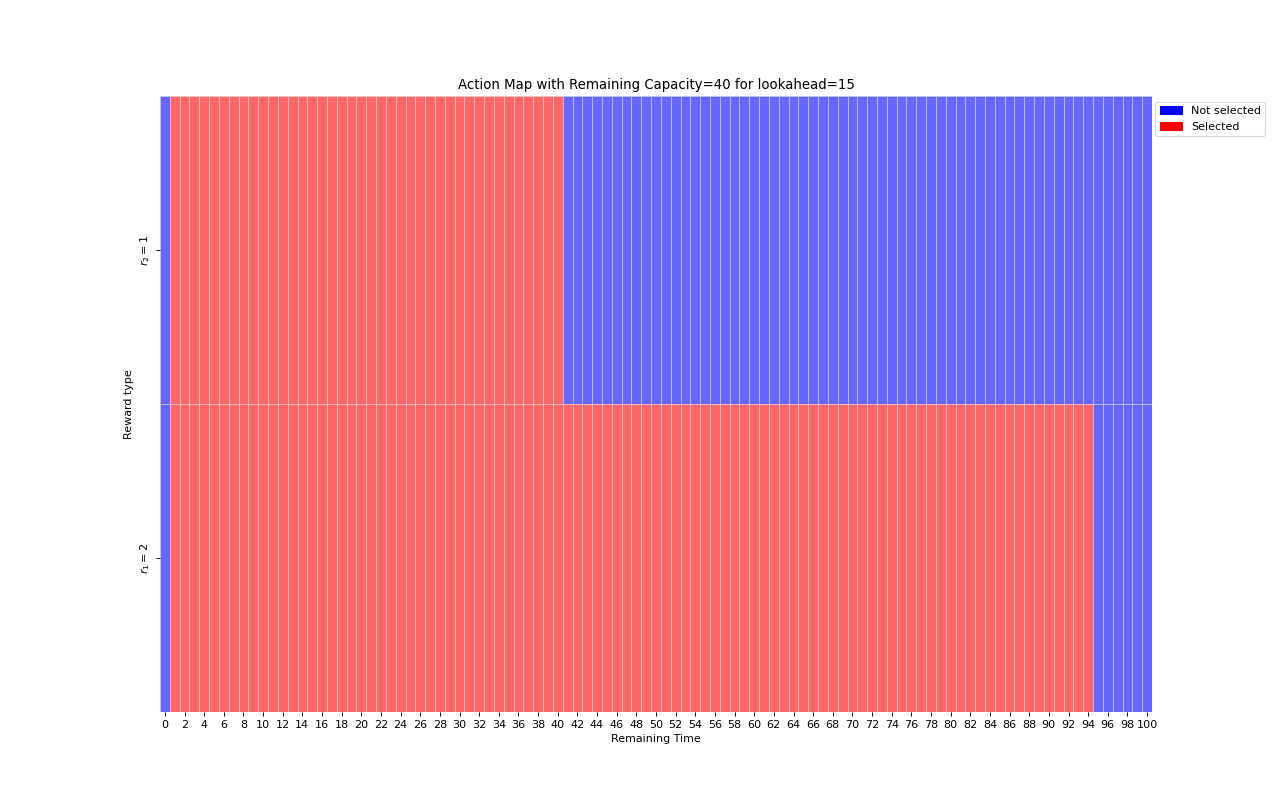 Action Map with Remaining Capacity=40 for lookahead=15
Not selected
Selected
r₂ = 1
Reward type
r₁ = 2
0 2 4 6 8 10 12 14 16 18 20 22 24 26 28 30 32 34 36 38 40 42 44 46 48 50 52 54 56 58 60 62 64 66 68 70 72 74 76 78 80 82 84 86 88 90 92 94 96 98 100
Remaining Time